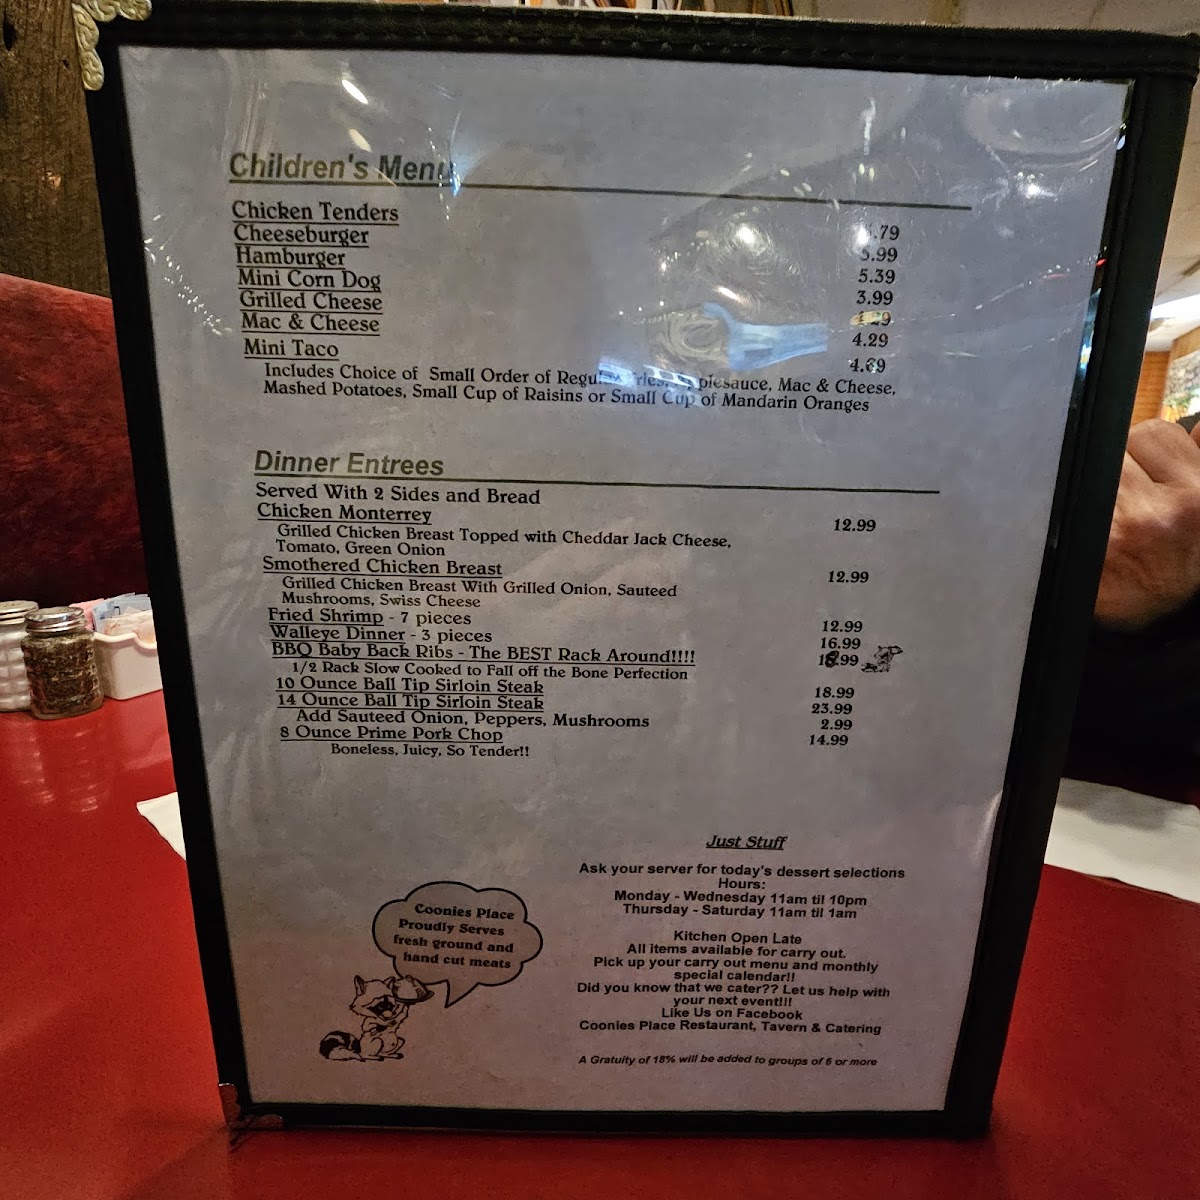 Children's Menu
Chicken Tenders .79
Cheeseburger 5.99
Hamburger 5.39
Mini Corn Dog 3.99
Grilled Cheese
Mac & Cheese 4.29
Mini Taco 4.69
Includes Choice of Small Order of Regular Fries, Applesauce, Mac & Cheese,
Mashed Potatoes, Small Cup of Raisins or Small Cup of Mandarin Oranges
Dinner Entrees
Served With 2 Sides and Bread
Chicken Monterrey 12.99
Grilled Chicken Breast Topped with Cheddar Jack Cheese,
Tomato, Green Onion
Smothered Chicken Breast 12.99
Grilled Chicken Breast With Grilled Onion, Sauteed
Mushrooms, Swiss Cheese
Fried Shrimp - 7 pieces 12.99
Walleye Dinner - 3 pieces 16.99
BBQ Baby Back Ribs - The BEST Rack Around!!!!
1/2 Rack Slow Cooked to Fall off the Bone Perfection
10 Ounce Ball Tip Sirloin Steak 18.99
14 Ounce Ball Tip Sirloin Steak 23.99
Add Sauteed Onion, Peppers, Mushrooms 2.99
8 Ounce Prime Pork Chop 14.99
Boneless, Juicy, So Tender!!
Just Stuff
Ask your server for today's dessert selections
Hours:
Monday - Wednesday 11am til 10pm
Thursday - Saturday 11am til 1am
Kitchen Open Late
All items available for carry out.
Pick up your carry out menu and monthly
special calendar!!
Did you know that we cater?? Let us help with
your next event!!!
Like Us on Facebook
Coonies Place Restaurant, Tavern & Catering
A Gratuity of 18% will be added to groups of 6 or more
Coonies Place
Proudly Serves
fresh ground and
hand cut meats